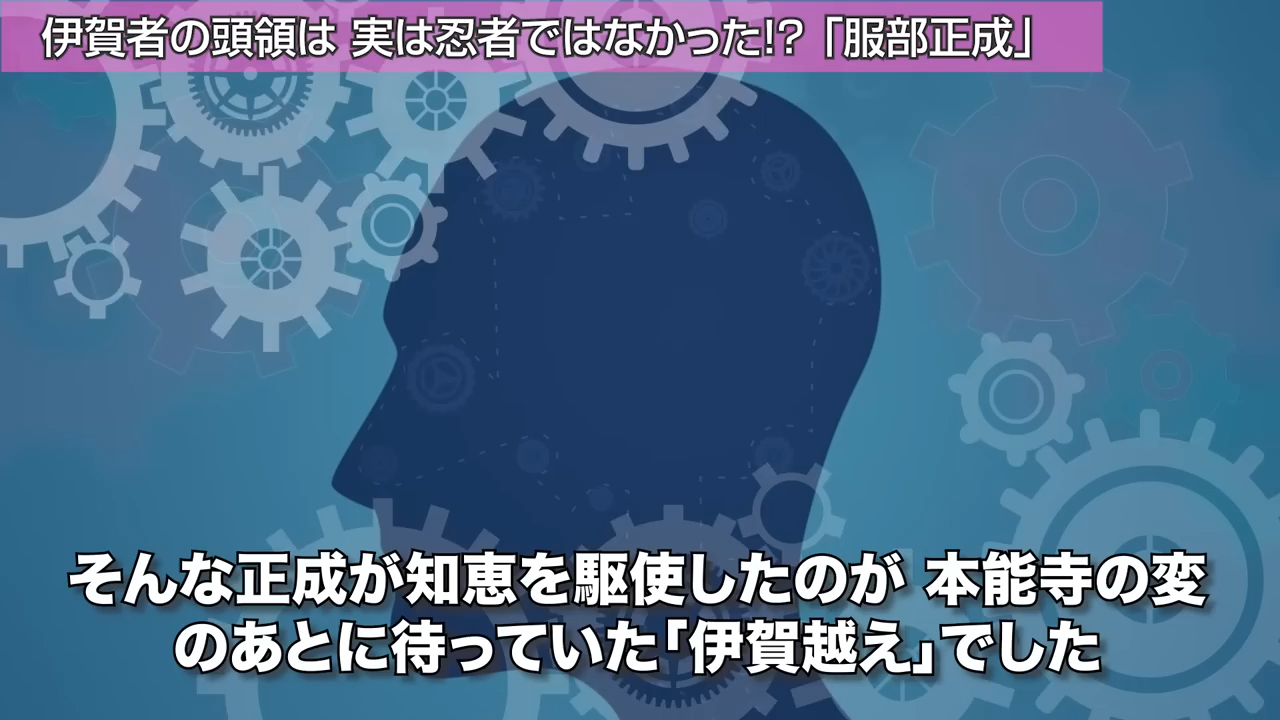 伊賀者の頭領は 実は忍者ではなかった!?「服部正成」
そんな正成が知恵を駆使したのが 本能寺の変
のあとに待っていた「伊賀越え」でした